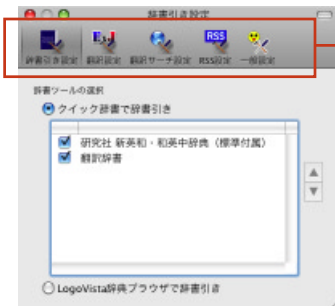 辞書引き設定
辞書引き設定 翻訳設定 翻訳サーチ設定 RSS設定 一般設定
RSS
辞書ツールの選択
クイック辞書で辞書引き
研究社 新英和・和英中辞典（標準付属）
翻訳辞書
LogoVista辞典ブラウザで辞書引き